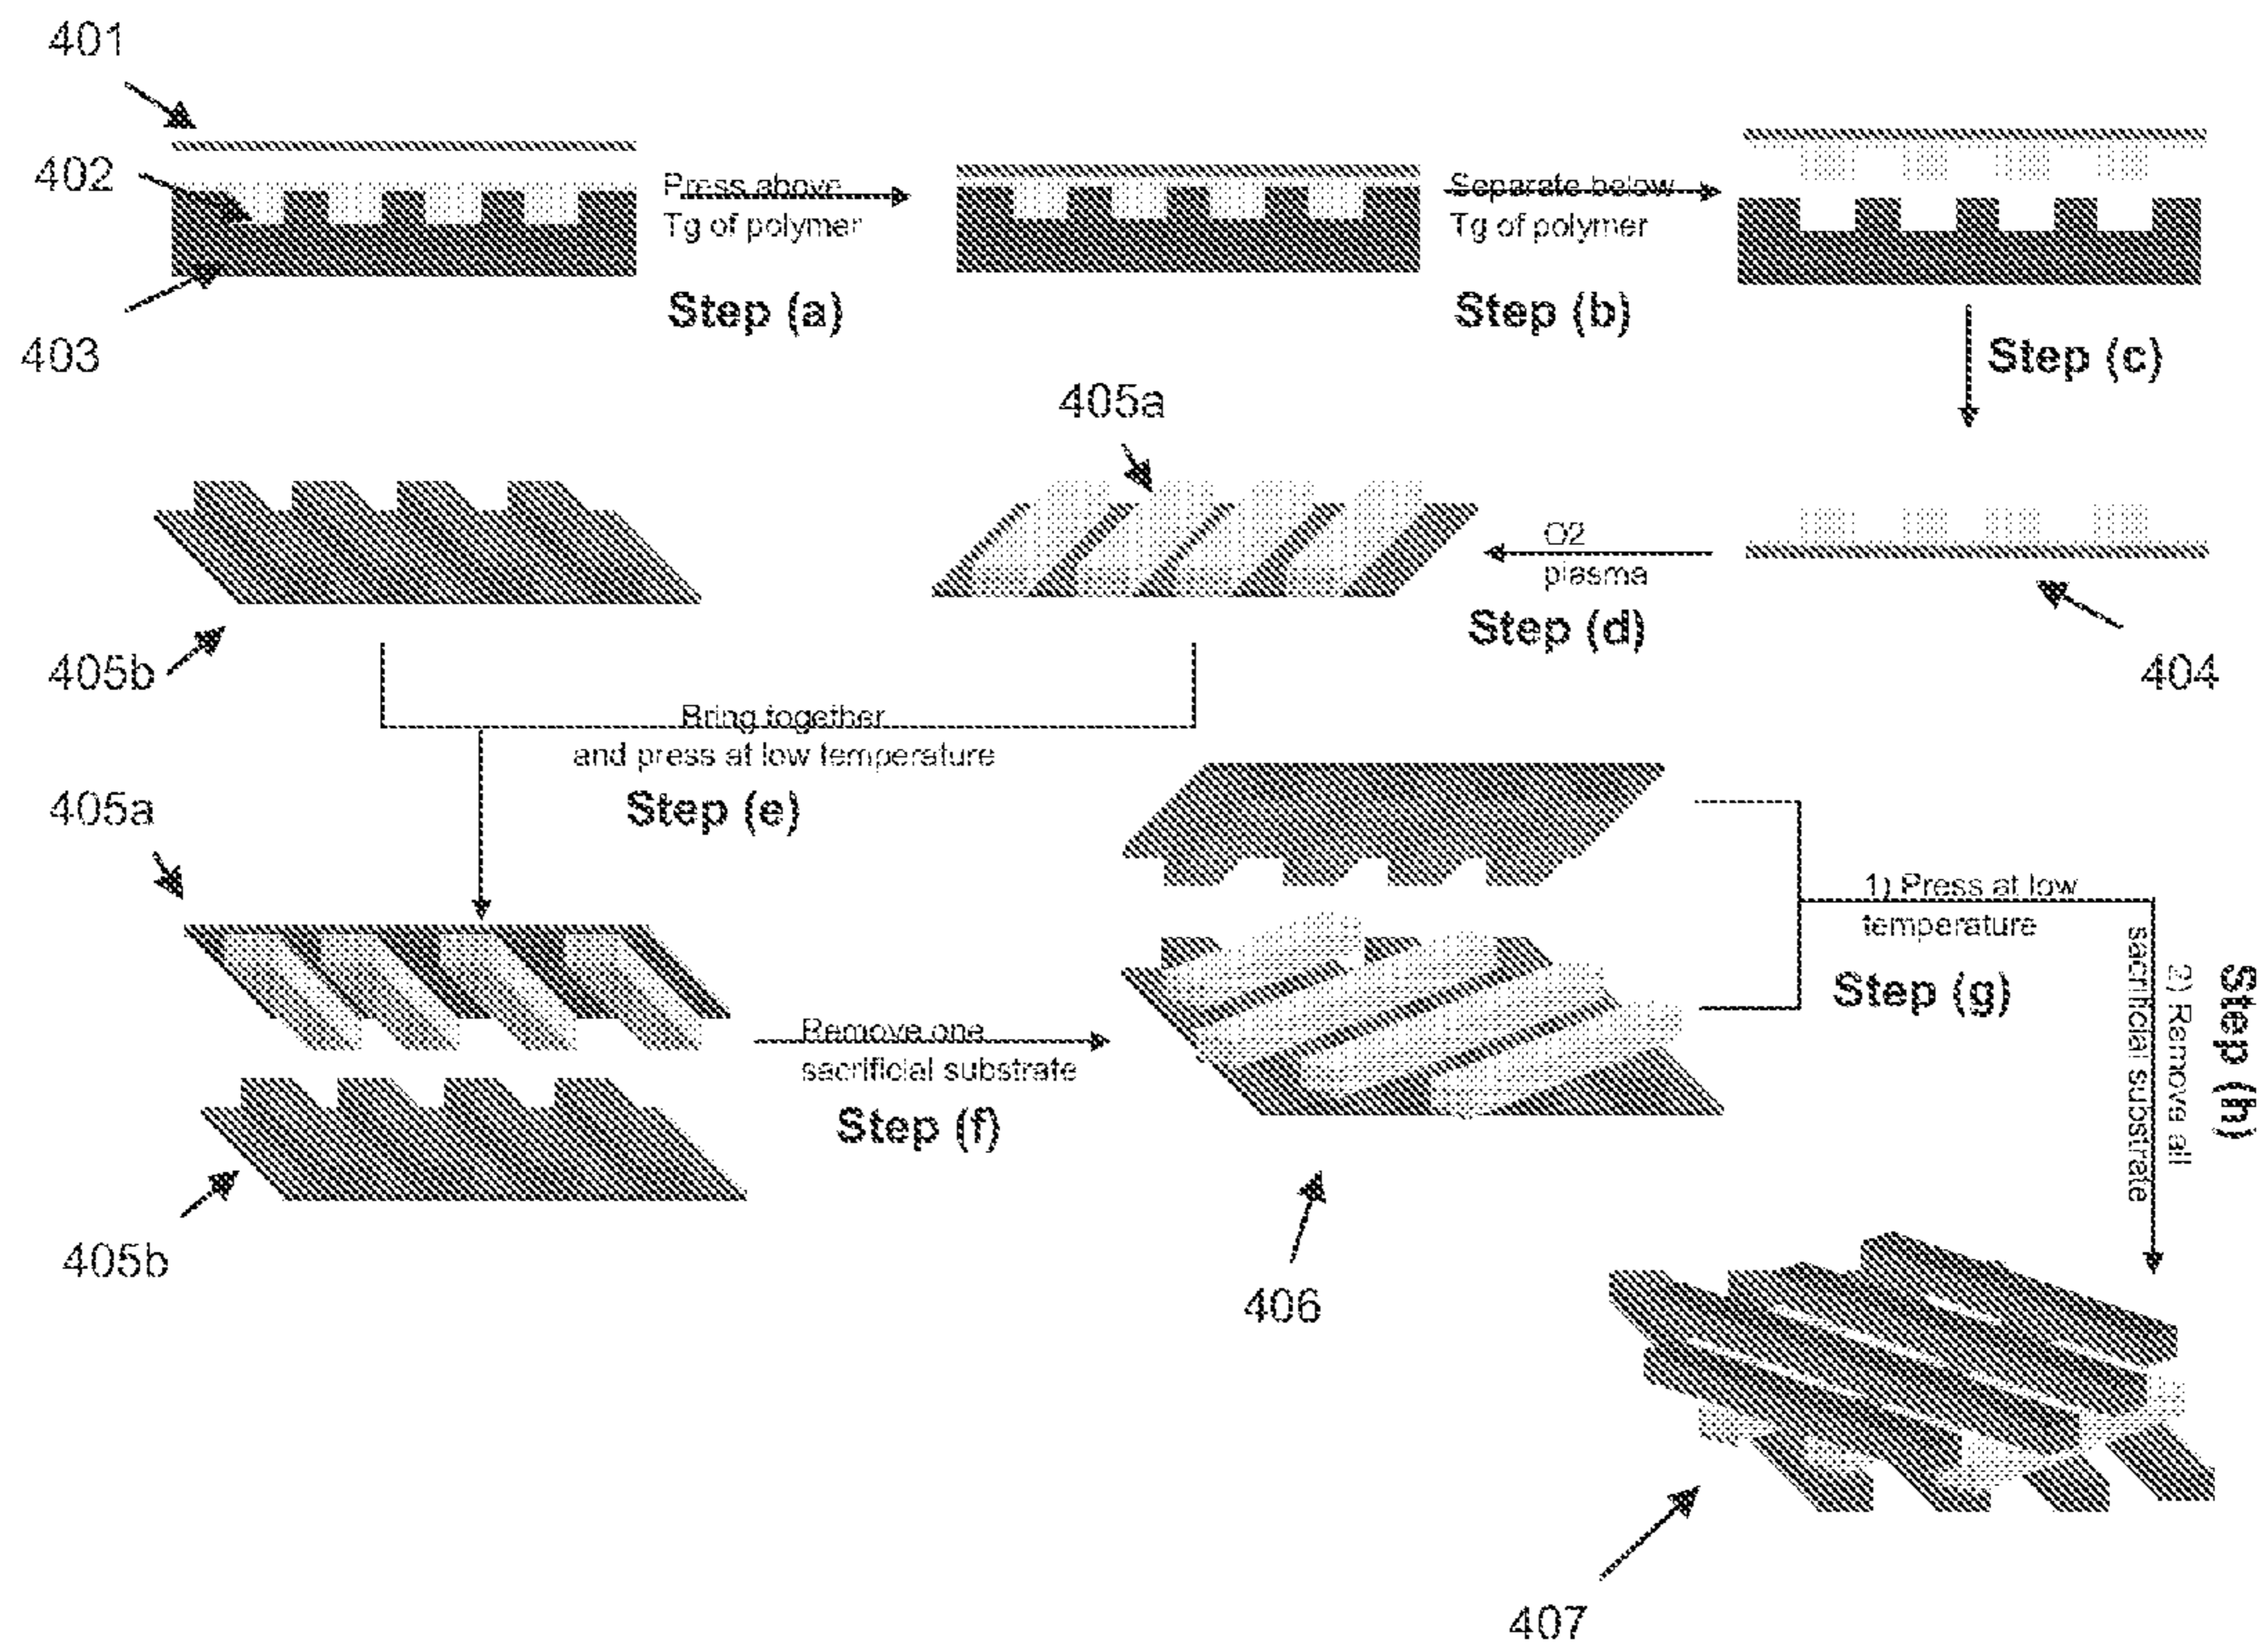 401
402
403
Press above
Tg of polymer
Step (a)
Separate below
Tg of polymer
Step (b)
Step (c)
405a
O2
plasma
Step (d)
404
405b
Bring together
and press at low temperature
Step (e)
405a
405b
Remove one
sacrificial substrate
Step (f)
406
1) Press at low
temperature
Step (g)
2) Remove all
sacrificial substrate
Step (h)
407